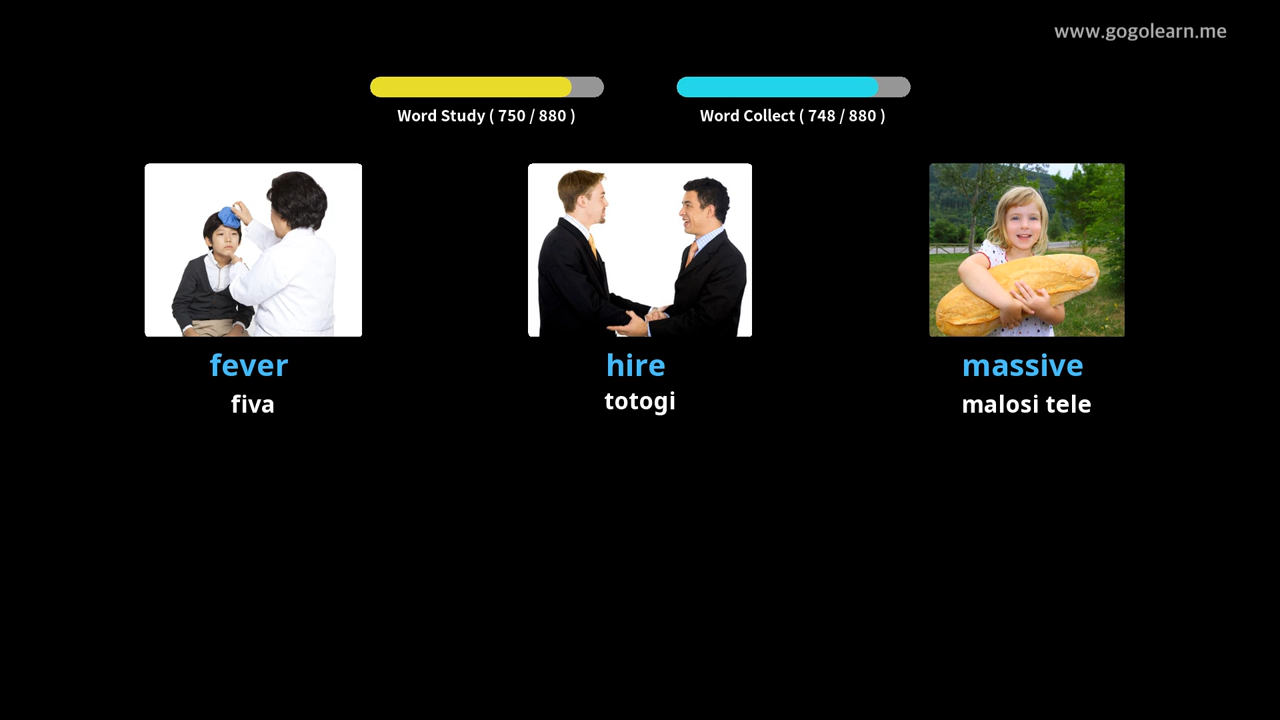 www.gogolearn.me
Word Study ( 750 / 880 )
Word Collect ( 748 / 880 )
fever
hire
massive
fiva
totogi
malosi tele